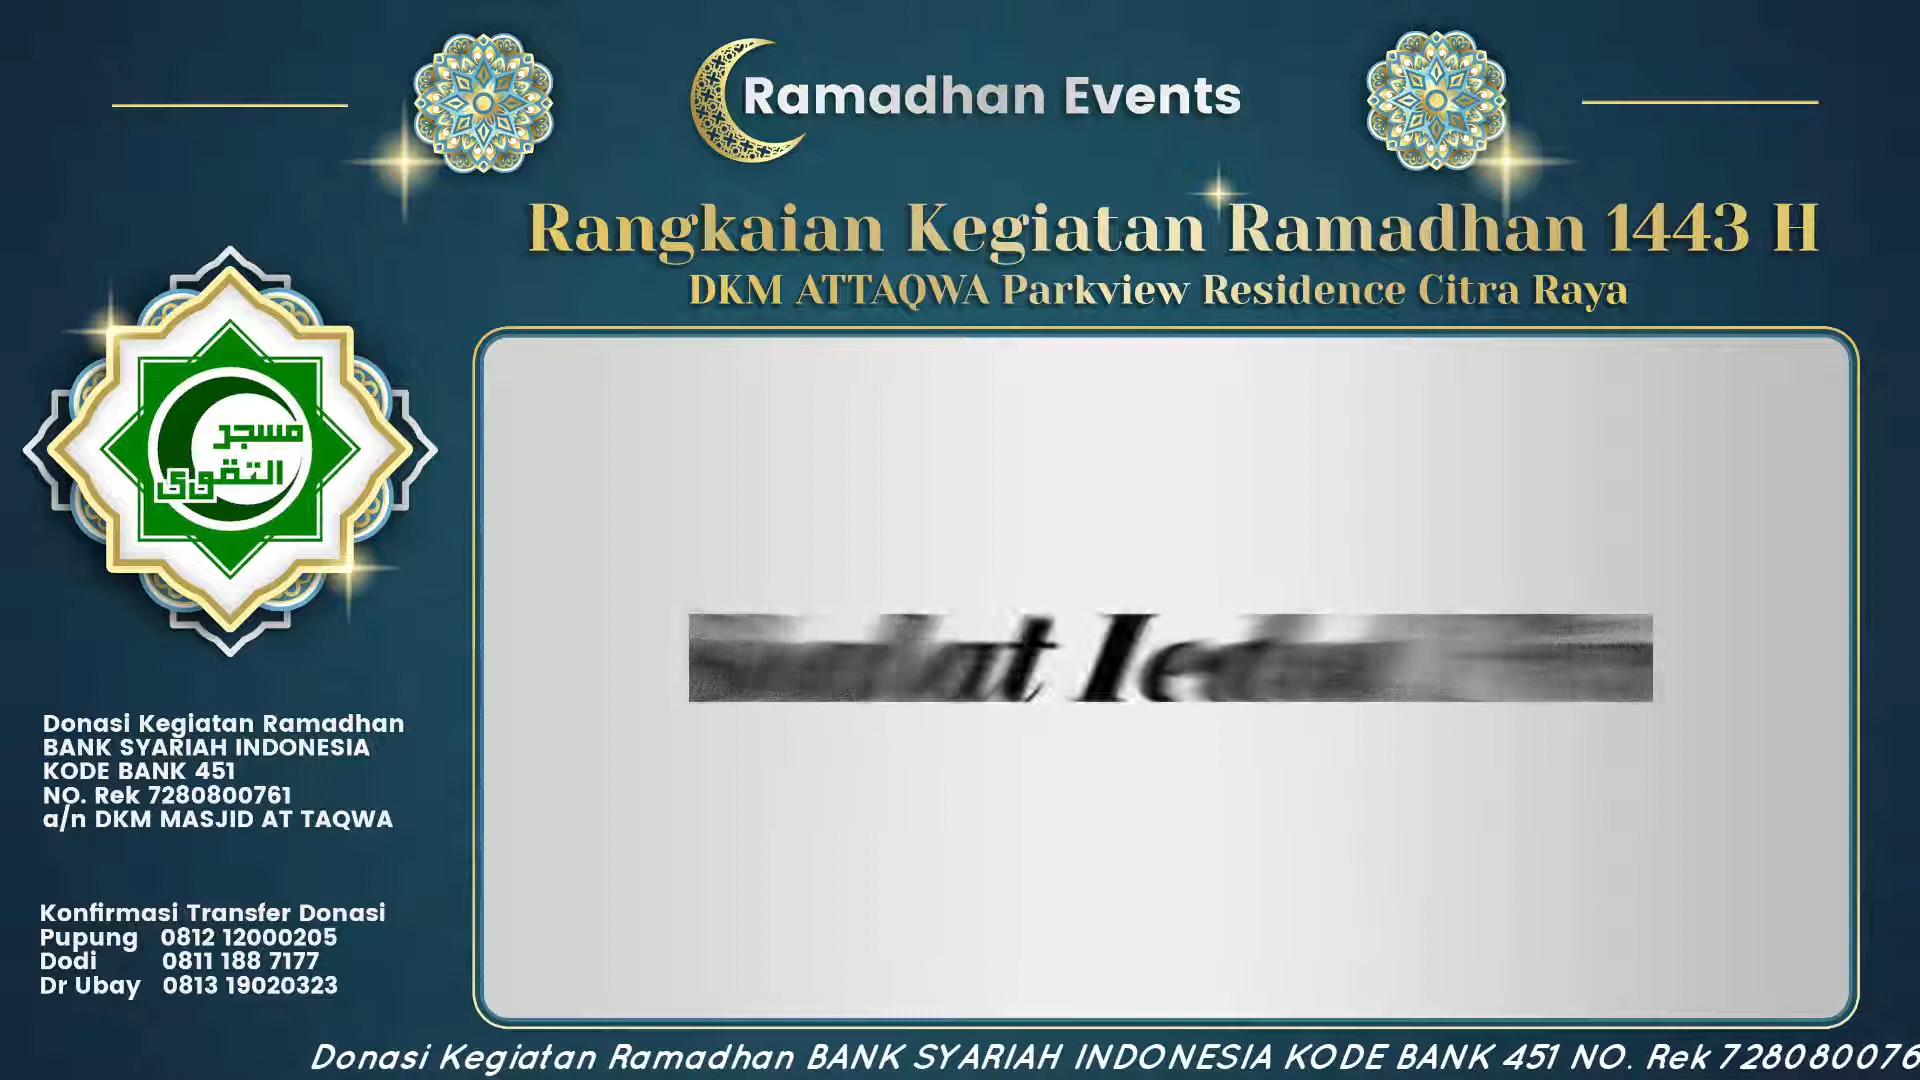 Ramadhan Events
Rangkaian Kegiatan Ramadhan 1443 H
DKM ATTAQWA Parkview Residence Citra Raya
مسجد
التقوى
Donasi Kegiatan Ramadhan
BANK SYARIAH INDONESIA
KODE BANK 451
NO. Rek 7280800761
a/n DKM MASJID AT TAQWA
Konfirmasi Transfer Donasi
Pupung 0812 12000205
Dodi 0811 188 7177
Dr Ubay 0813 19020323
Donasi Kegiatan Ramadhan BANK SYARIAH INDONESIA KODE BANK 451 NO. Rek 728080076